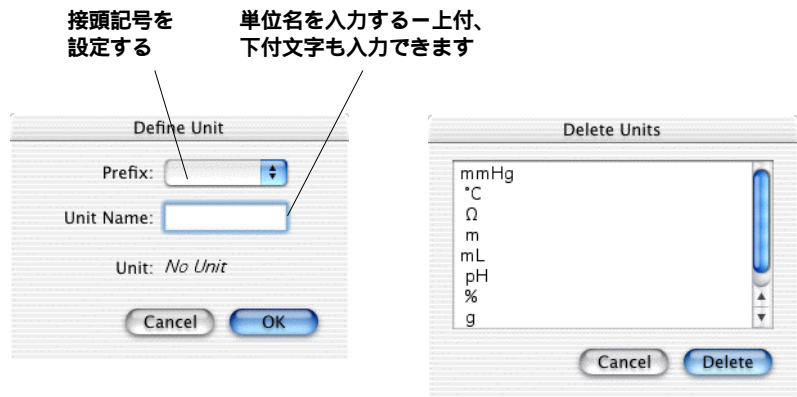 接頭記号を
設定する
単位名を入力するー上付、
下付文字も入力できます
Define Unit
Prefix:
Unit Name:
Unit: No Unit
Cancel
OK
Delete Units
mmHg
°C
Ω
m
mL
pH
%
g
Cancel
Delete